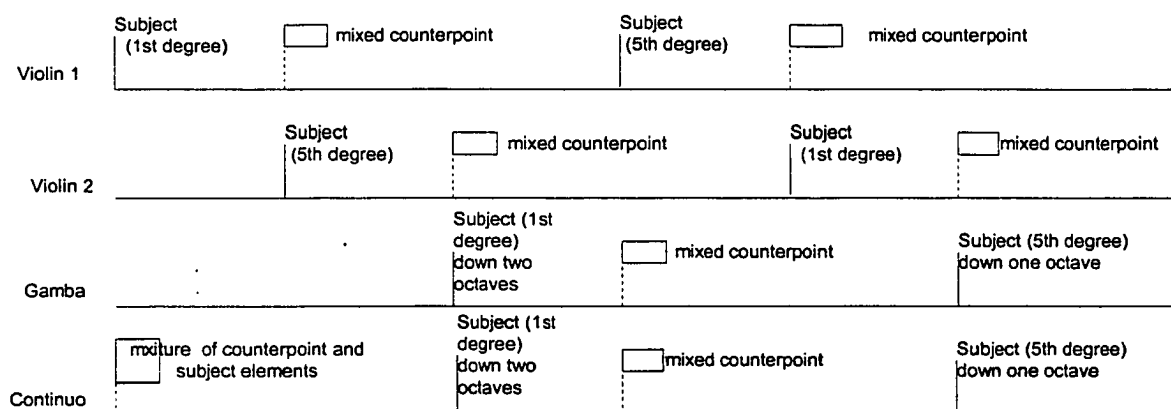 Subject
(1st degree)
mixed counterpoint
Subject
(5th degree)
mixed counterpoint
Violin 1
Subject
(5th degree)
mixed counterpoint
Subject
(1st degree)
mixed counterpoint
Violin 2
Subject (1st
degree)
down two
octaves
mixed counterpoint
Subject (5th degree)
down one octave
Gamba
mxiture of counterpoint and
subject elements
Subject (1st
degree)
down two
octaves
mixed counterpoint
Subject (5th degree)
down one octave
Continuo